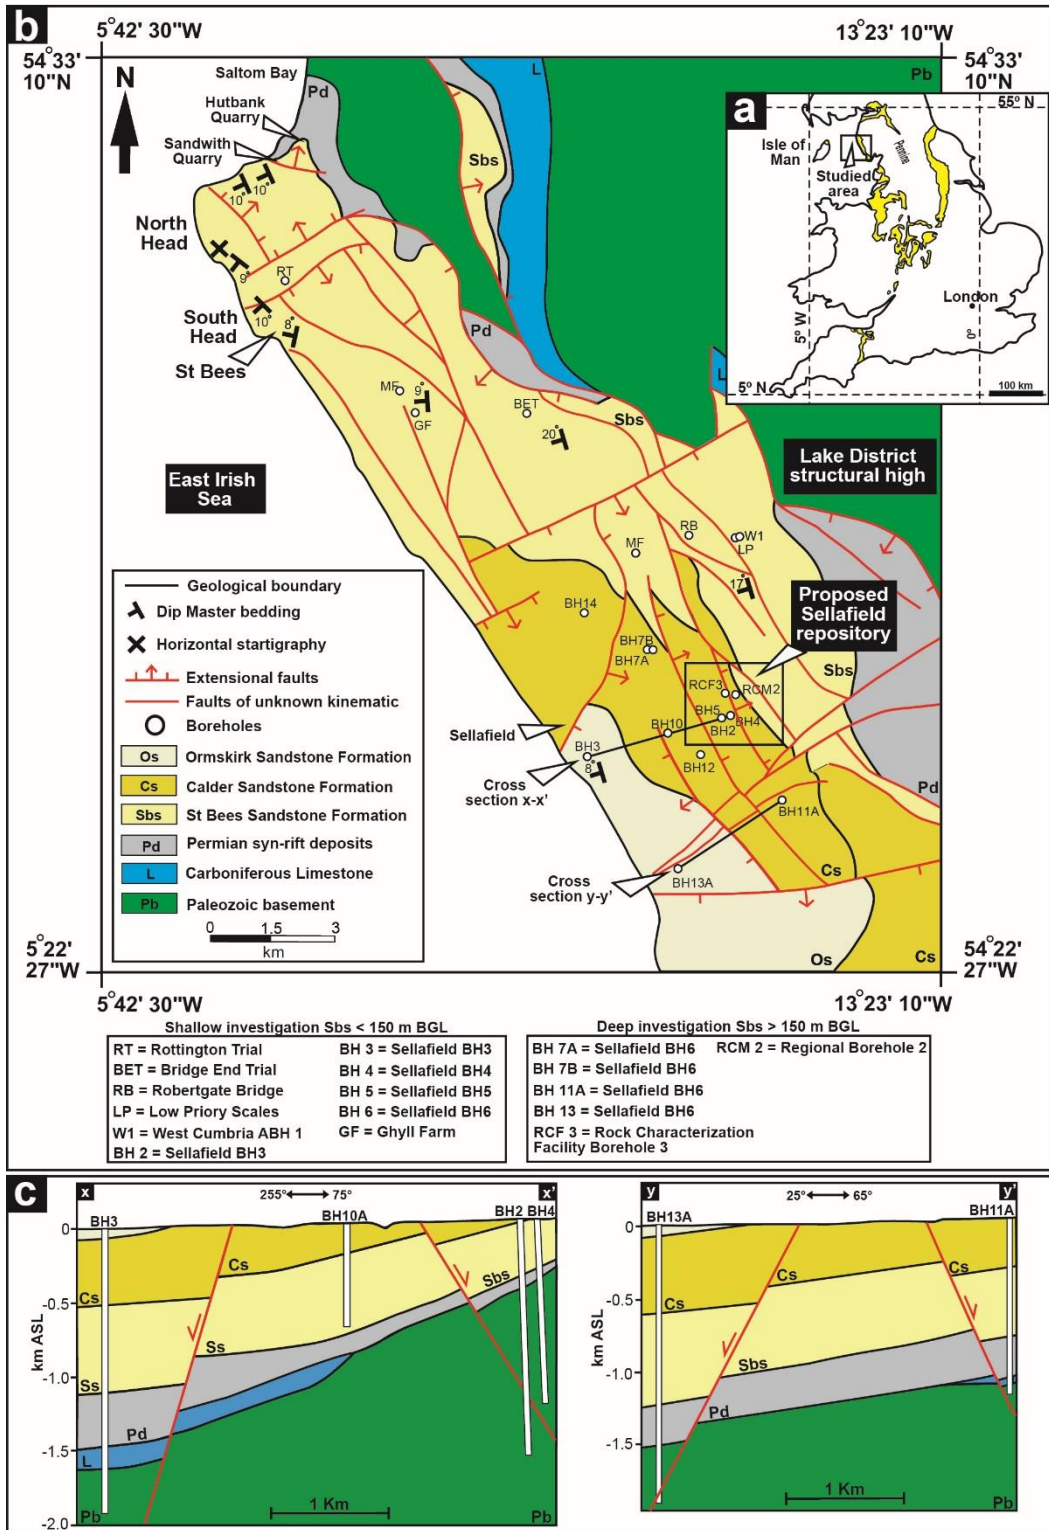 b
5° 42' 30"W
13° 23' 10"W
54° 33' 10"N
54° 33' 10"N
N
Saltom Bay
Hutbank
Quarry
Sandwith
Quarry
Pd
L
Pb
Sbs
10°
10°
North
Head
9°
RT
South
Head
10°
8°
St Bees
Pd
MF
9°
GF
BET
20°
Sbs
L
a
55° N
Isle of
Man
Pennine
Studied
area
London
5° W
0°
5° N
100 km
East Irish
Sea
Lake District
structural high
RB
W1
LP
MF
17°
Proposed
Sellafield
repository
BH14
BH7B
BH7A
RCF3
RCM2
Sbs
BH5
BH4
BH2
BH10
Sellafield
BH3
8°
BH12
Cross
section x-x'
Pd
BH11A
Cs
BH13A
Cross
section y-y'
Os
Cs
Geological boundary
Dip Master bedding
Horizontal startigraphy
Extensional faults
Faults of unknown kinematic
Boreholes
Os Ormskirk Sandstone Formation
Cs Calder Sandstone Formation
Sbs St Bees Sandstone Formation
Pd Permian syn-rift deposits
L Carboniferous Limestone
Pb Paleozoic basement
0 1.5 3
km
5° 22' 27"W
54° 22' 27"W
5° 42' 30"W
13° 23' 10"W
Shallow investigation Sbs < 150 m BGL
RT = Rottington Trial
BET = Bridge End Trial
RB = Robertgate Bridge
LP = Low Priory Scales
W1 = West Cumbria ABH 1
BH 2 = Sellafield BH3
BH 3 = Sellafield BH3
BH 4 = Sellafield BH4
BH 5 = Sellafield BH5
BH 6 = Sellafield BH6
GF = Ghyll Farm
Deep investigation Sbs > 150 m BGL
BH 7A = Sellafield BH6
BH 7B = Sellafield BH6
BH 11A = Sellafield BH6
BH 13 = Sellafield BH6
RCF 3 = Rock Characterization
Facility Borehole 3
RCM 2 = Regional Borehole 2
c
x
255° 75°
x'
BH3
BH10A
BH2
BH4
0
-0.5
-1.0
-1.5
-2.0
km ASL
Cs
Cs
Sbs
Ss
Ss
Pd
L
Pb
Pb
1 Km
y
25° 65°
y'
BH13A
BH11A
0
-0.5
-1.0
-1.5
km ASL
Cs
Cs
Cs
Sbs
Pd
1 Km
Pb